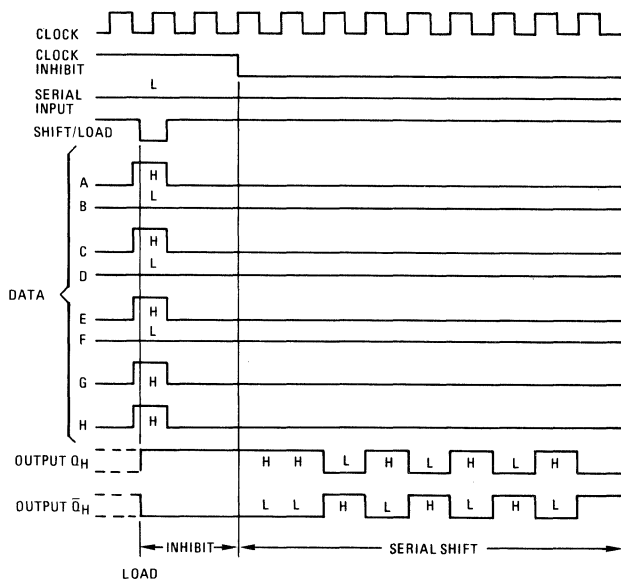 CLOCK
CLOCK
INHIBIT
L
SERIAL
INPUT
SHIFT/LOAD
A H
L
B
C H
L
D
DATA
E H
L
F
G H
H H
OUTPUT QH H H L H L H L H
OUTPUT Q̅H L L H L H L H L
INHIBIT SERIAL SHIFT
LOAD